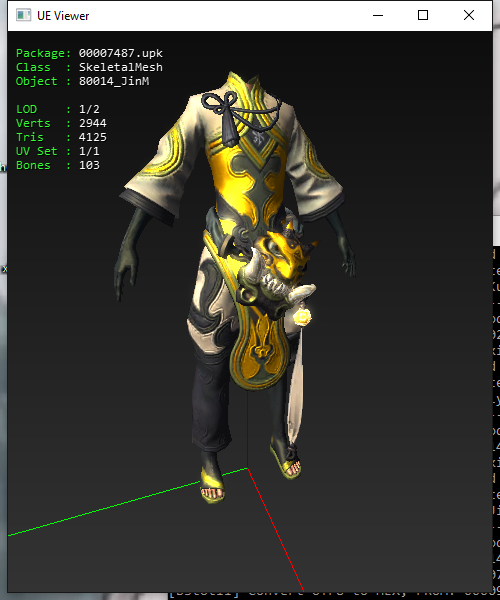 UE Viewer
Package: 00007487.upk
Class : SkeletalMesh
Object : 80014_JinM
LOD : 1/2
Verts : 2944
Tris : 4125
UV Set : 1/1
Bones : 103